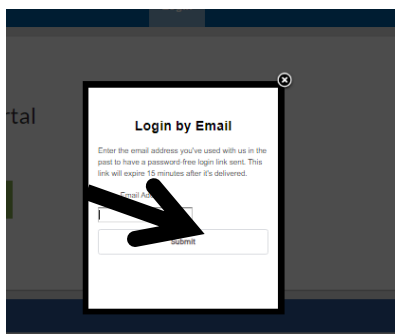 rtal
Login by Email
Enter the email address you've used with us in the
past to have a password-free login link sent. This
link will expire 15 minutes after it's delivered.
Email
Submit